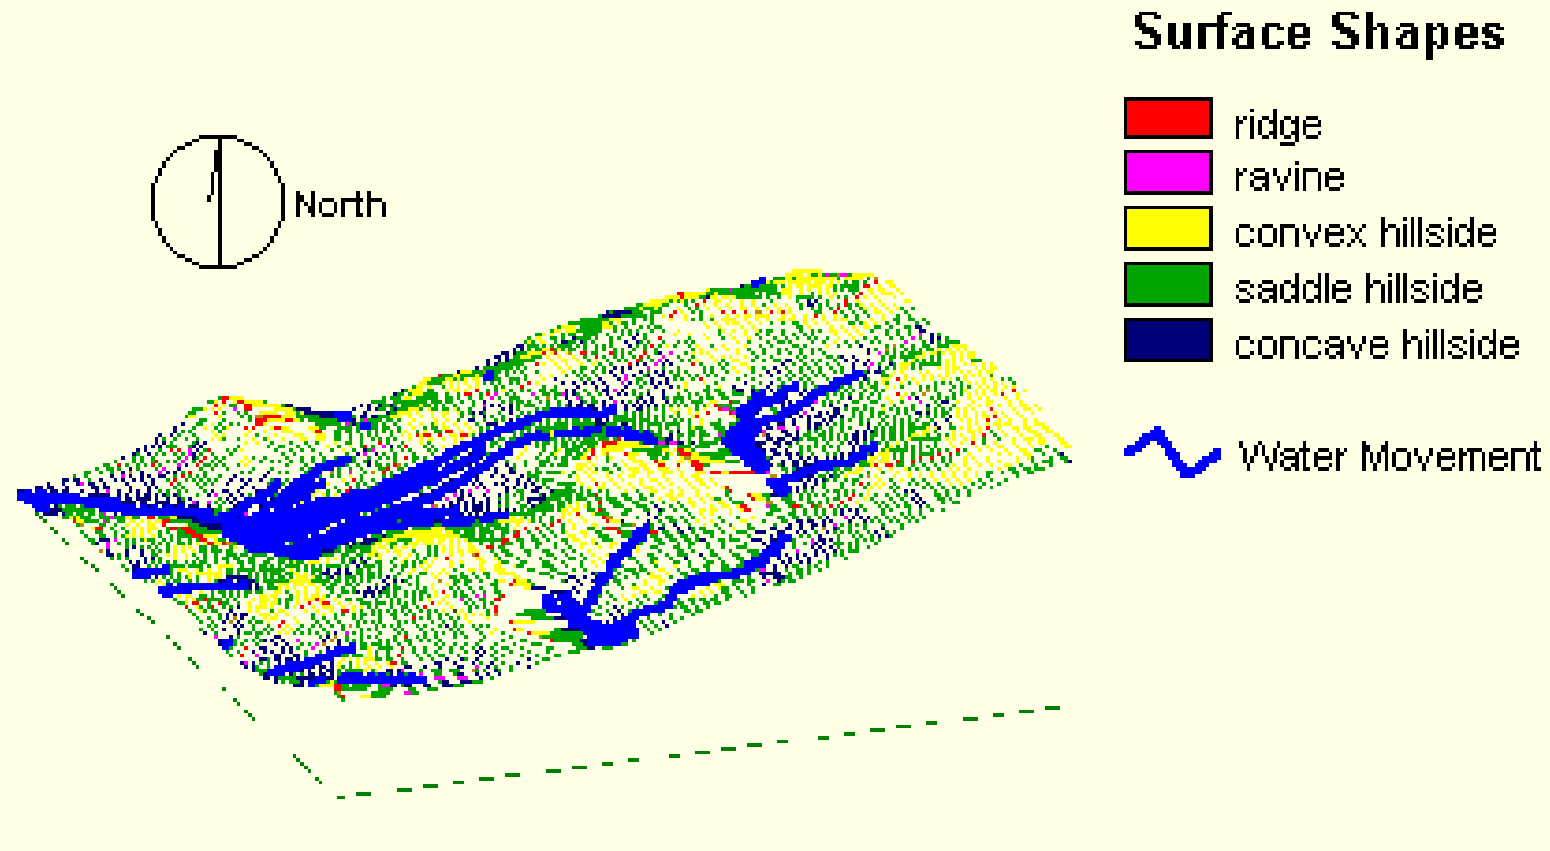 Surface Shapes
ridge
ravine
North
convex hillside
saddle hillside
concave hillside
Water Movement